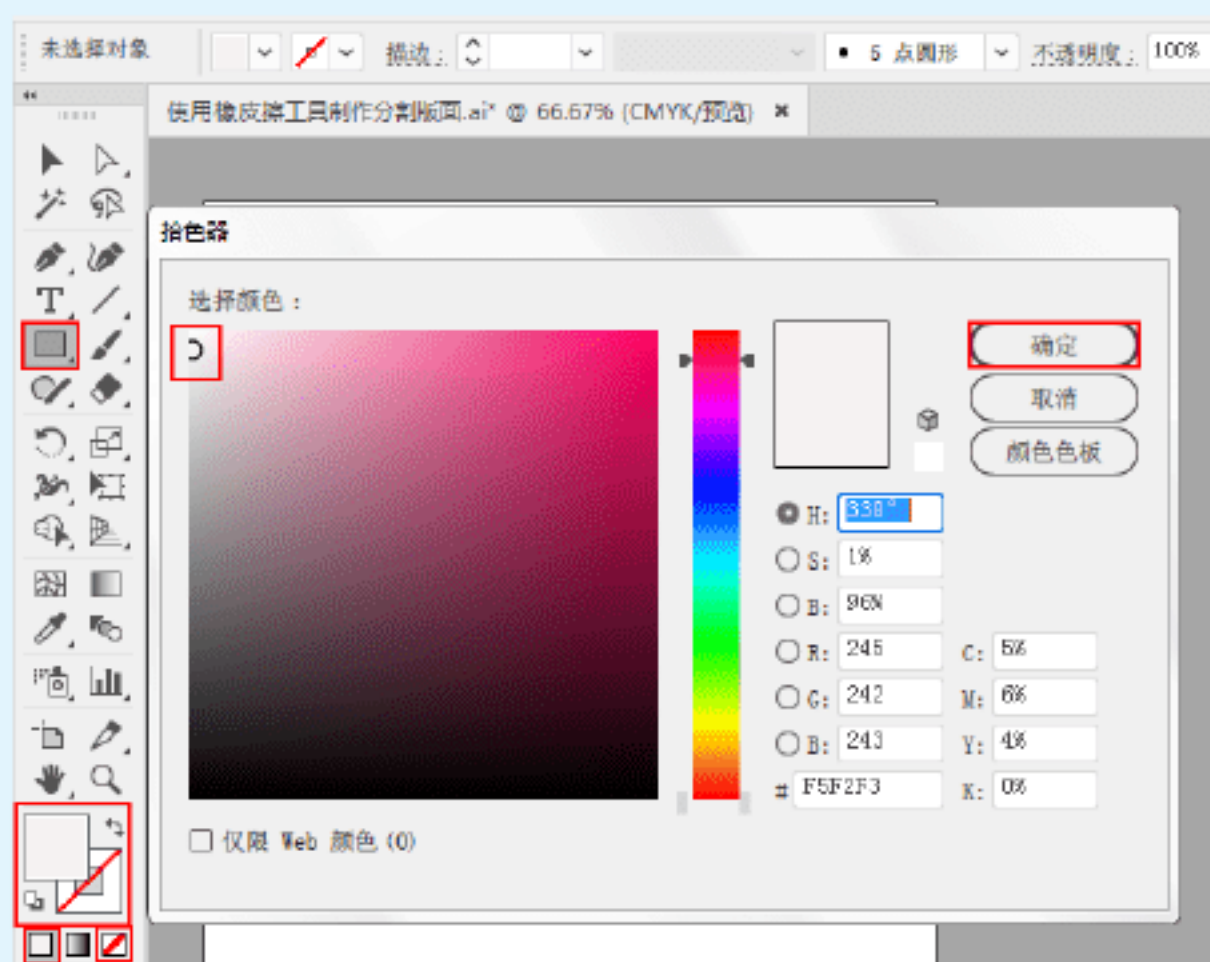 未选择对象 描边： 5 点圆形 不透明度： 100%
使用橡皮擦工具制作分割版面.ai* @ 66.67% (CMYK/预览) ×
拾色器
选择颜色：
确定
取消
颜色色板
H: 338°
S: 1%
B: 96%
R: 245 C: 5%
G: 242 M: 6%
B: 243 Y: 4%
# F5F2F3 K: 0%
仅限 Web 颜色 (O)